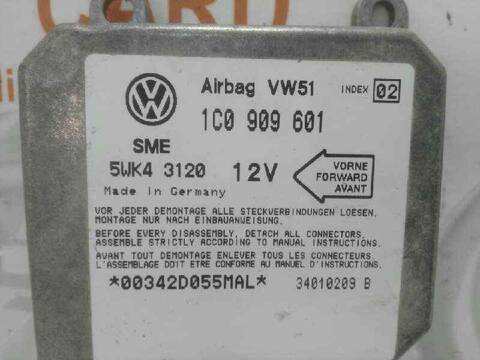 CARD
Airbag VW51 INDEX 02
1C0 909 601
SME
5WK4 3120 12V
VORNE
FORWARD
AVANT
Made in Germany
VOR JEDER DEMONTAGE ALLE STECKVERBINDUNGEN LOESEN.
MONTAGE NUR NACH EINBAUANWEISUNG.
BEFORE EVERY DISASSEMBLY, DETACH ALL CONNECTORS.
ASSEMBLE STRICTLY ACCORDING TO MANUAL INSTRUCTIONS.
AVANT TOUT DEMONTAGE ENLEVER TOUS LES CONNECTEURS.
L'ASSEMBLAGE DOIT ETRE CONFORME AU MANUEL D'INSTRUCTIONS.
*00342D055MAL* 34010209 B